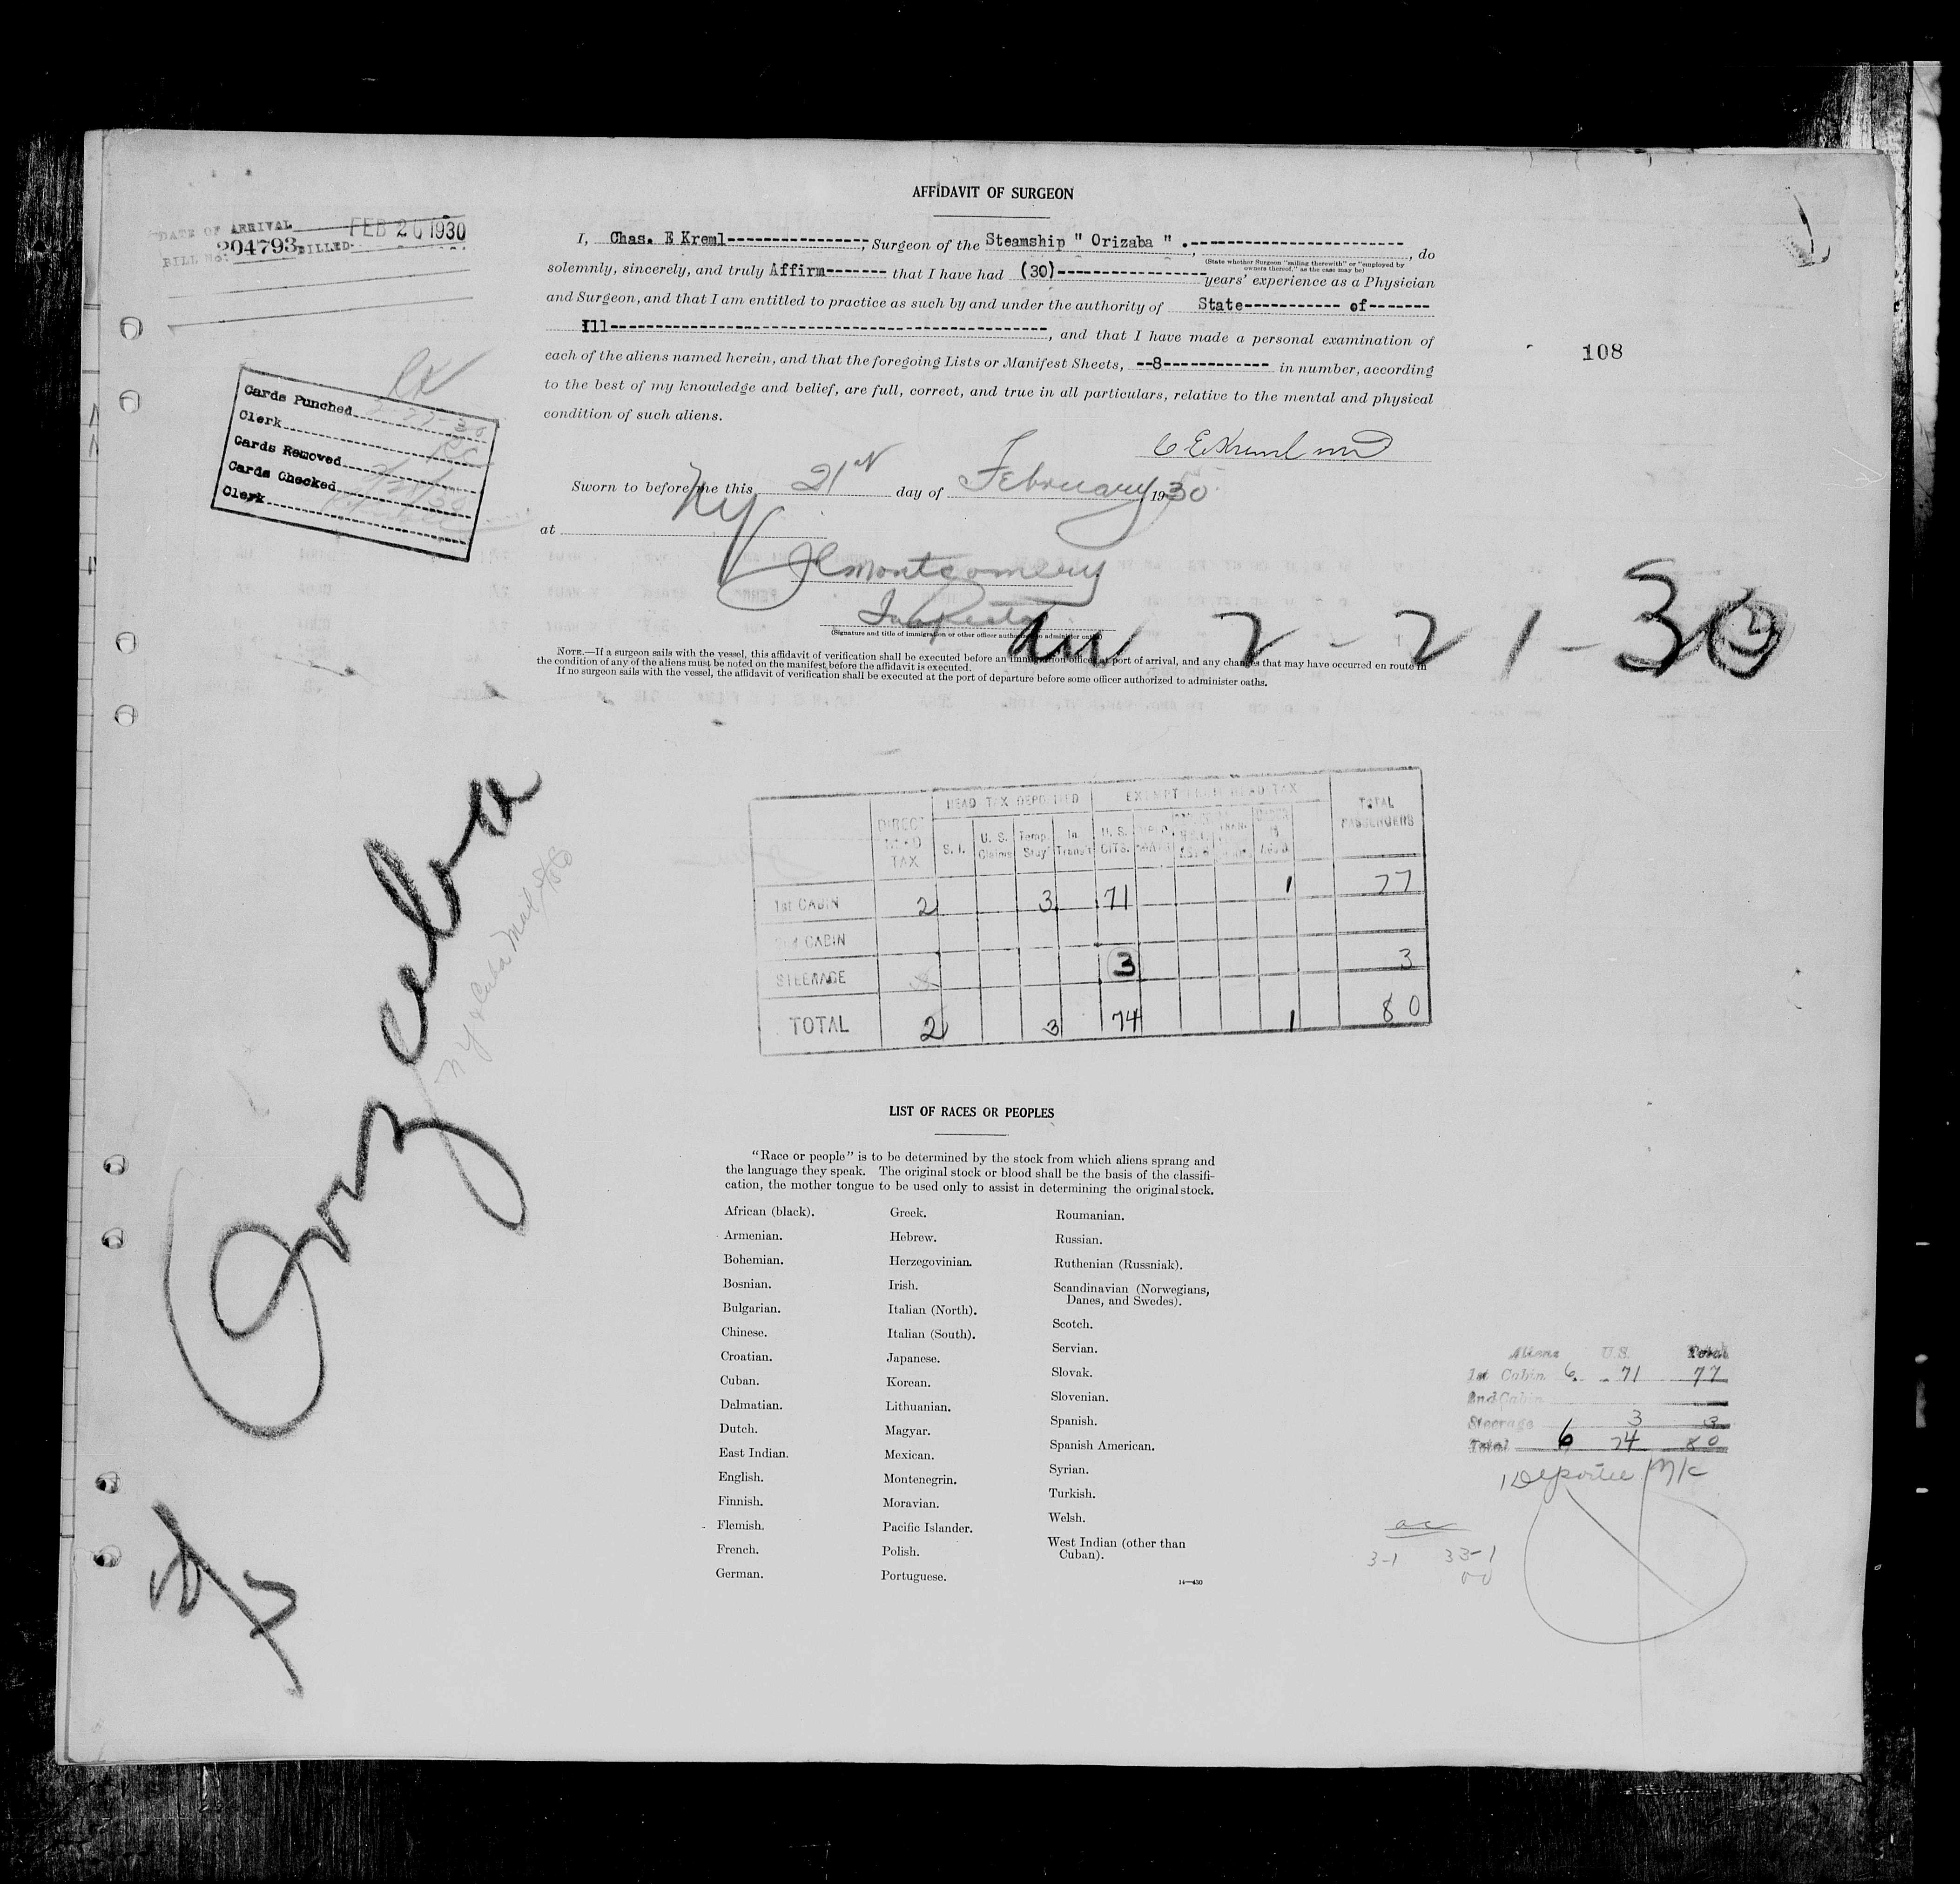 AFFIDAVIT OF SURGEON
DATE OF ARRIVAL FEB 20 1930
BILL No. 204793 BILLED
I, Chas. E Kreml----------------, Surgeon of the Steamship " Orizaba " .------------------------, do
(State whether Surgeon "sailing therewith" or "employed by owners thereof," as the case may be)
solemnly, sincerely, and truly Affirm------- that I have had (30)----------------- years' experience as a Physician
and Surgeon, and that I am entitled to practice as such by and under the authority of State----------- of-------
Ill-------------------------------------------------, and that I have made a personal examination of
each of the aliens named herein, and that the foregoing Lists or Manifest Sheets, --8------------ in number, according
to the best of my knowledge and belief, are full, correct, and true in all particulars, relative to the mental and physical
condition of such aliens.
108
Cards Punched
Clerk
Cards Removed
Cards Checked
Clerk
C E Kreml MD
Sworn to before me this 21st day of February, 1930
at NY
Montgomery
Inspector
(Signature and title of immigration or other officer authorized to administer oaths)
2-21-30
NOTE.—If a surgeon sails with the vessel, this affidavit of verification shall be executed before an immigration officer at port of arrival, and any changes that may have occurred en route in
the condition of any of the aliens must be noted on the manifest before the affidavit is executed.
If no surgeon sails with the vessel, the affidavit of verification shall be executed at the port of departure before some officer authorized to administer oaths.
Orizaba
NY & Cuba Mail SS Co
DIRECT HEAD TAX
HEAD TAX DEPOSITED
EXEMPT FROM HEAD TAX
TOTAL PASSENGERS
S. I. U. S. Claims Temp. Stay In Transit U. S. CITS. UNDER 16
1st CABIN 2 3 71 1 77
2nd CABIN
STEERAGE 3 3
TOTAL 2 3 74 1 80
LIST OF RACES OR PEOPLES
"Race or people" is to be determined by the stock from which aliens sprang and
the language they speak. The original stock or blood shall be the basis of the classifi-
cation, the mother tongue to be used only to assist in determining the original stock.
African (black).
Armenian.
Bohemian.
Bosnian.
Bulgarian.
Chinese.
Croatian.
Cuban.
Dalmatian.
Dutch.
East Indian.
English.
Finnish.
Flemish.
French.
German.
Greek.
Hebrew.
Herzegovinian.
Irish.
Italian (North).
Italian (South).
Japanese.
Korean.
Lithuanian.
Magyar.
Mexican.
Montenegrin.
Moravian.
Pacific Islander.
Polish.
Portuguese.
Roumanian.
Russian.
Ruthenian (Russniak).
Scandinavian (Norwegians,
Danes, and Swedes).
Scotch.
Servian.
Slovak.
Slovenian.
Spanish.
Spanish American.
Syrian.
Turkish.
Welsh.
West Indian (other than
Cuban).
14—430
Aliens U.S. Total
1st Cabin 6 71 77
2nd Cabin
Steerage 3 3
Total 6 74 80
1 Deportee
ac
3-1 33-1